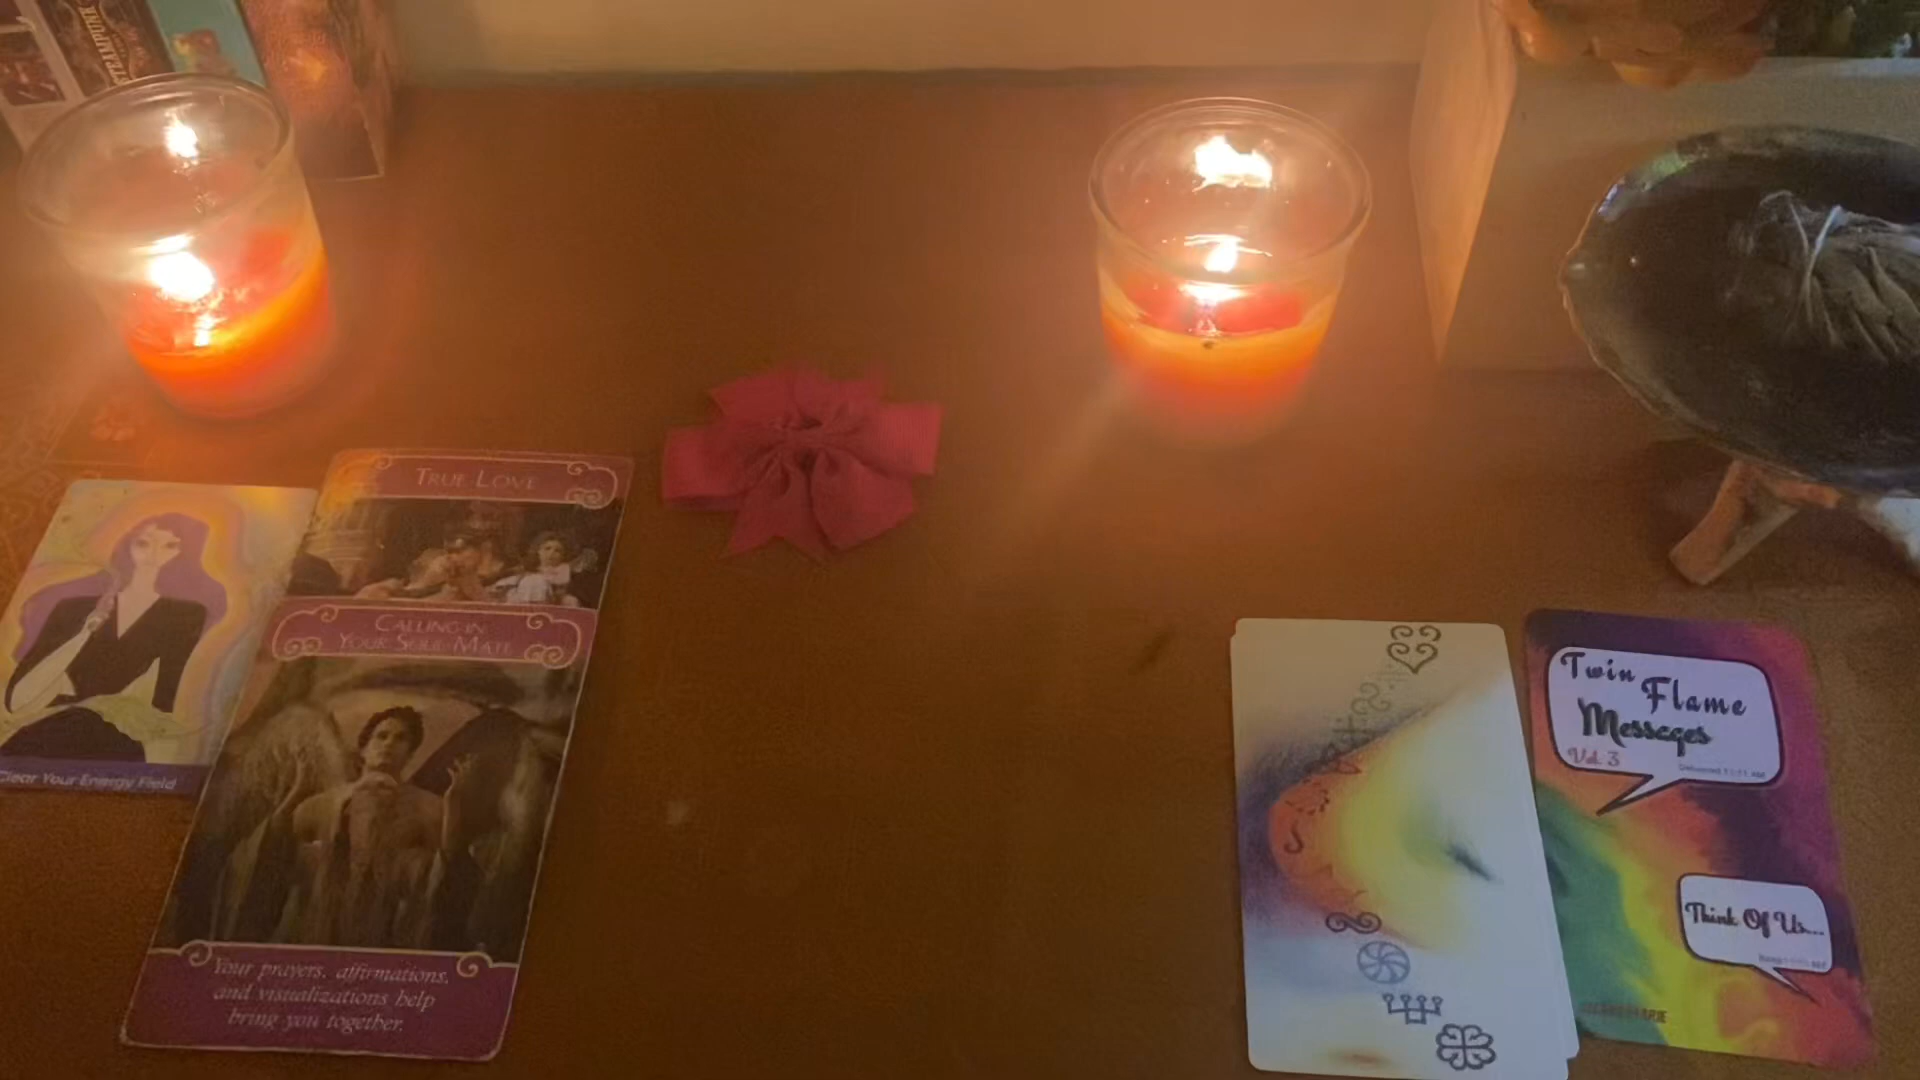 STEAMPUNK
TRUE LOVE
CALLING IN
YOUR SOUL MATE
Clear Your Energy Field
Your prayers, affirmations,
and visualizations help
bring you together.
Twin
Flame
Messages
Vol. 3
Think Of Us...